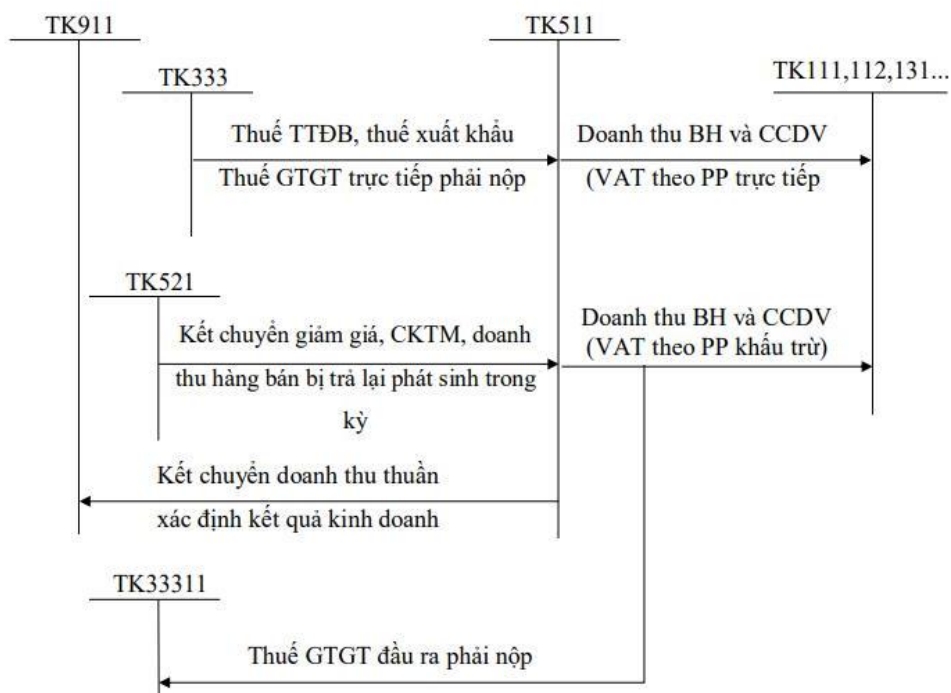 TK911
TK511
TK333
TK111,112,131...
Thuế TTĐB, thuế xuất khẩu
Thuế GTGT trực tiếp phải nộp
Doanh thu BH và CCDV
(VAT theo PP trực tiếp
TK521
Kết chuyển giảm giá, CKTM, doanh
thu hàng bán bị trả lại phát sinh trong
kỳ
Doanh thu BH và CCDV
(VAT theo PP khấu trừ)
Kết chuyển doanh thu thuần
xác định kết quả kinh doanh
TK33311
Thuế GTGT đầu ra phải nộp